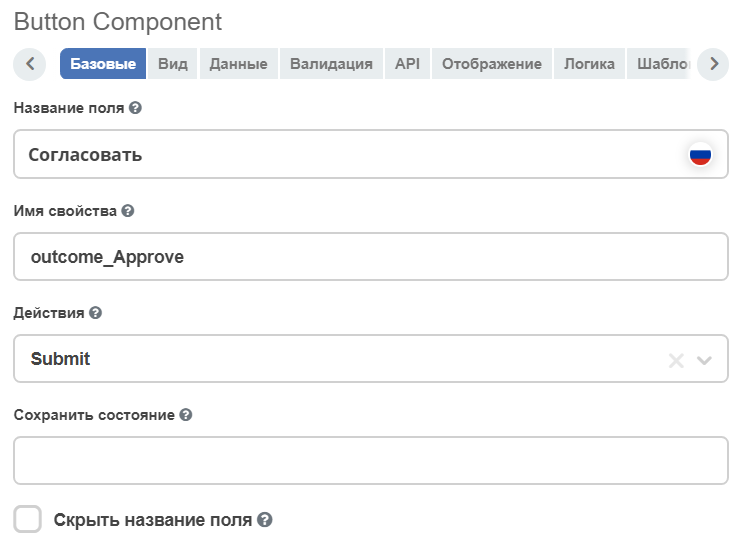 Button Component
Базовые Вид Данные Валидация API Отображение Логика Шабло
Название поля
Согласовать
Имя свойства
outcome_Approve
Действия
Submit
Сохранить состояние
Скрыть название поля